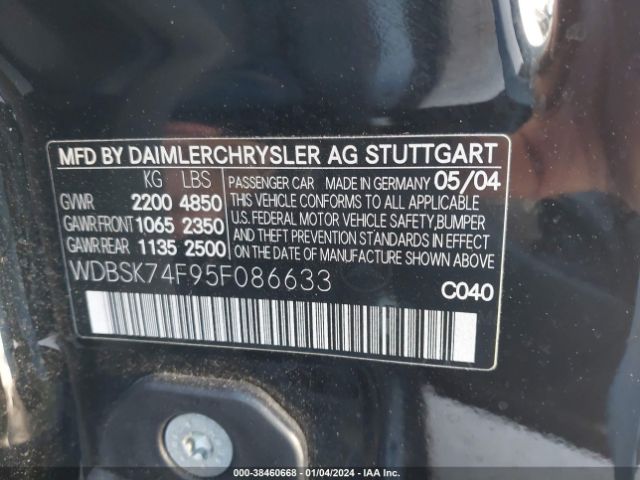 MFD BY DAIMLERCHRYSLER AG STUTTGART
KG LBS
GVWR 2200 4850
GAWR FRONT 1065 2350
GAWR REAR 1135 2500
PASSENGER CAR MADE IN GERMANY 05/04
THIS VEHICLE CONFORMS TO ALL APPLICABLE
U.S. FEDERAL MOTOR VEHICLE SAFETY, BUMPER
AND THEFT PREVENTION STANDARDS IN EFFECT
ON THE DATE OF MANUFACTURE SHOWN ABOVE
WDBSK74F95F086633
C040
000-38460668 - 01/04/2024 - IAA Inc.